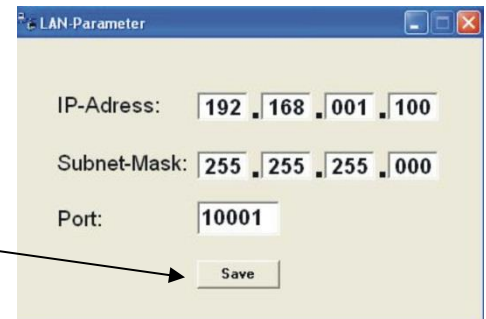 LAN-Parameter
IP-Adress: 192 . 168 . 001 . 100
Subnet-Mask: 255 . 255 . 255 . 000
Port: 10001
Save